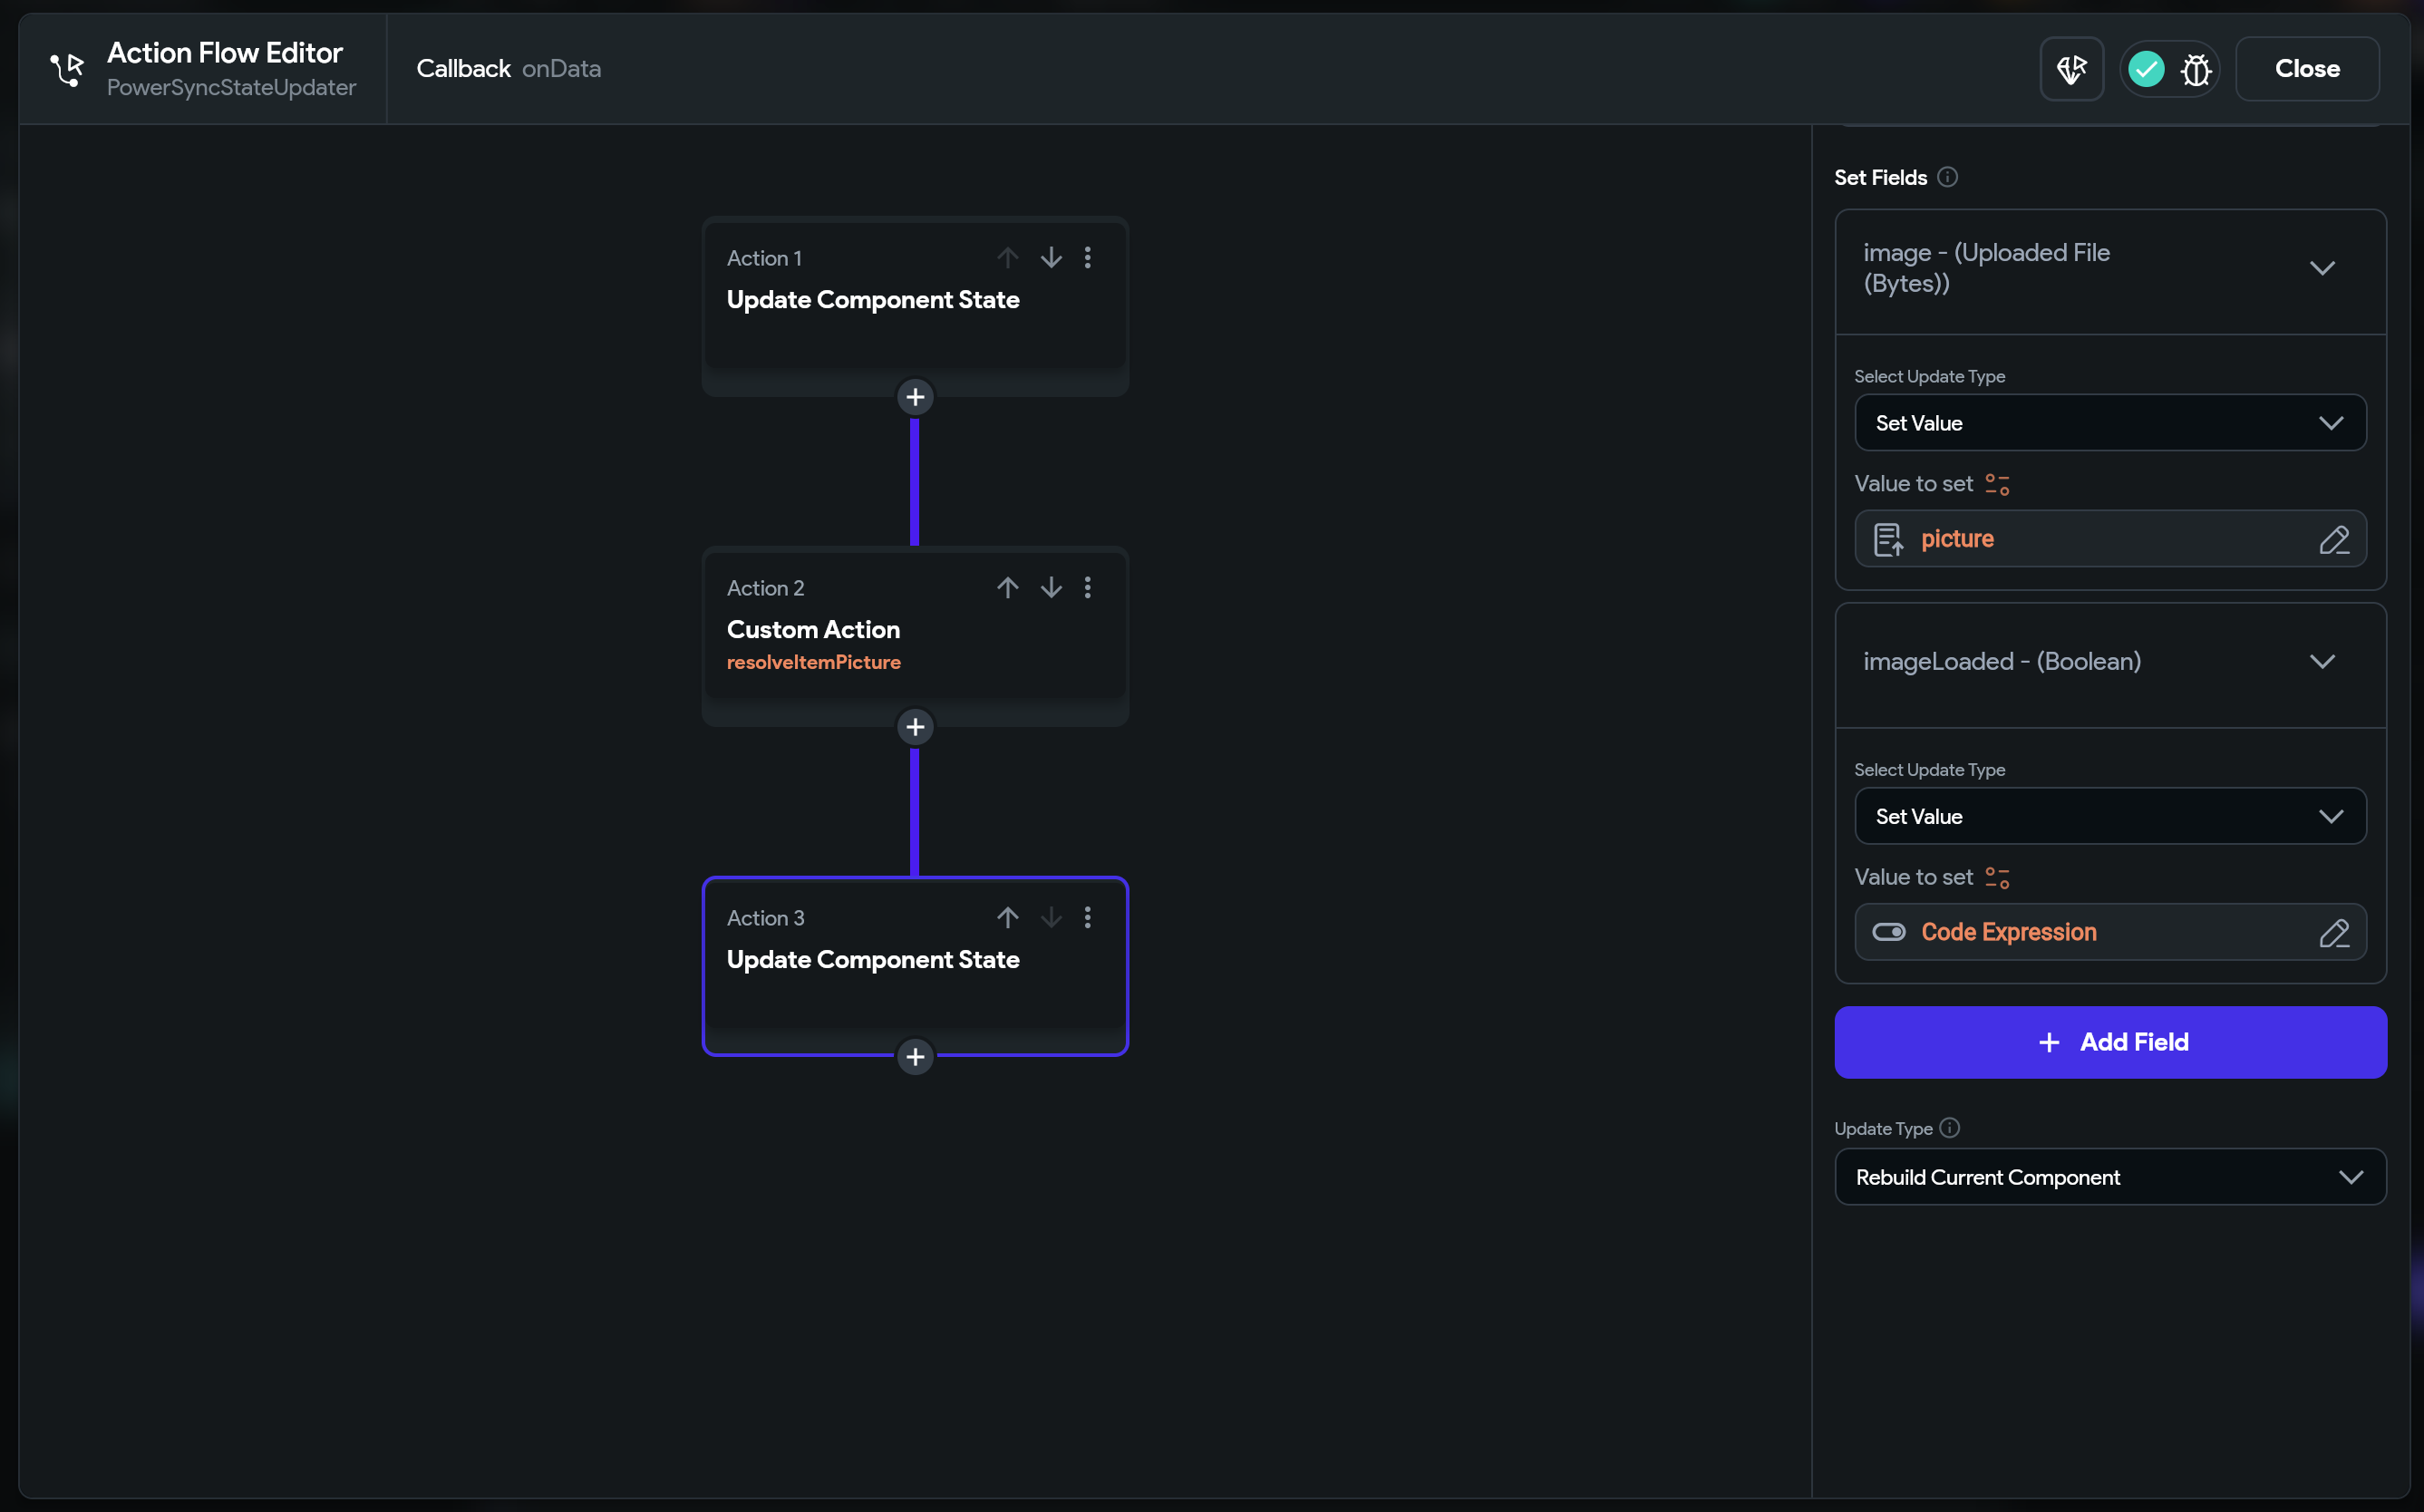 Action Flow Editor
PowerSyncStateUpdater
Callback onData
Close
Action 1
Update Component State
Action 2
Custom Action
resolveItemPicture
Action 3
Update Component State
Set Fields
image - (Uploaded File
(Bytes))
Select Update Type
Set Value
Value to set
picture
imageLoaded - (Boolean)
Select Update Type
Set Value
Value to set
Code Expression
Add Field
Update Type
Rebuild Current Component